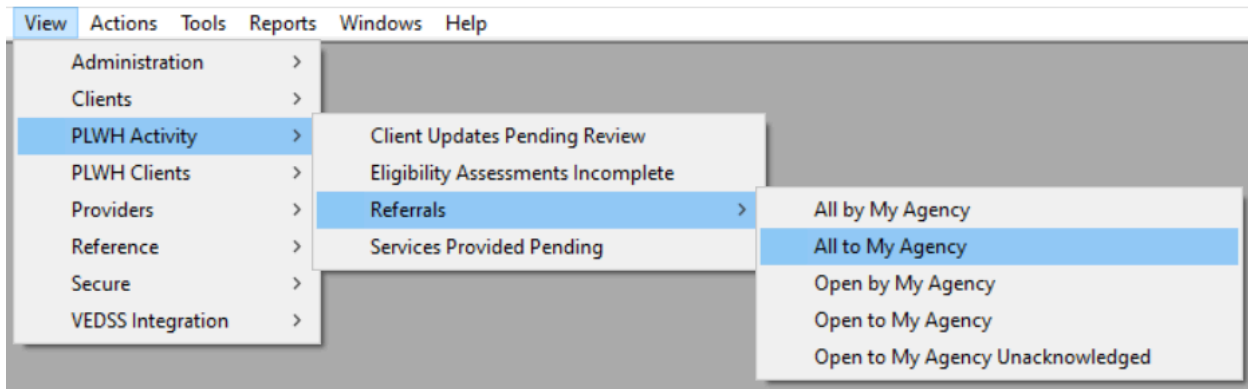 View Actions Tools Reports Windows Help
Administration
Clients
PLWH Activity
PLWH Clients
Providers
Reference
Secure
VEDSS Integration
Client Updates Pending Review
Eligibility Assessments Incomplete
Referrals
Services Provided Pending
All by My Agency
All to My Agency
Open by My Agency
Open to My Agency
Open to My Agency Unacknowledged